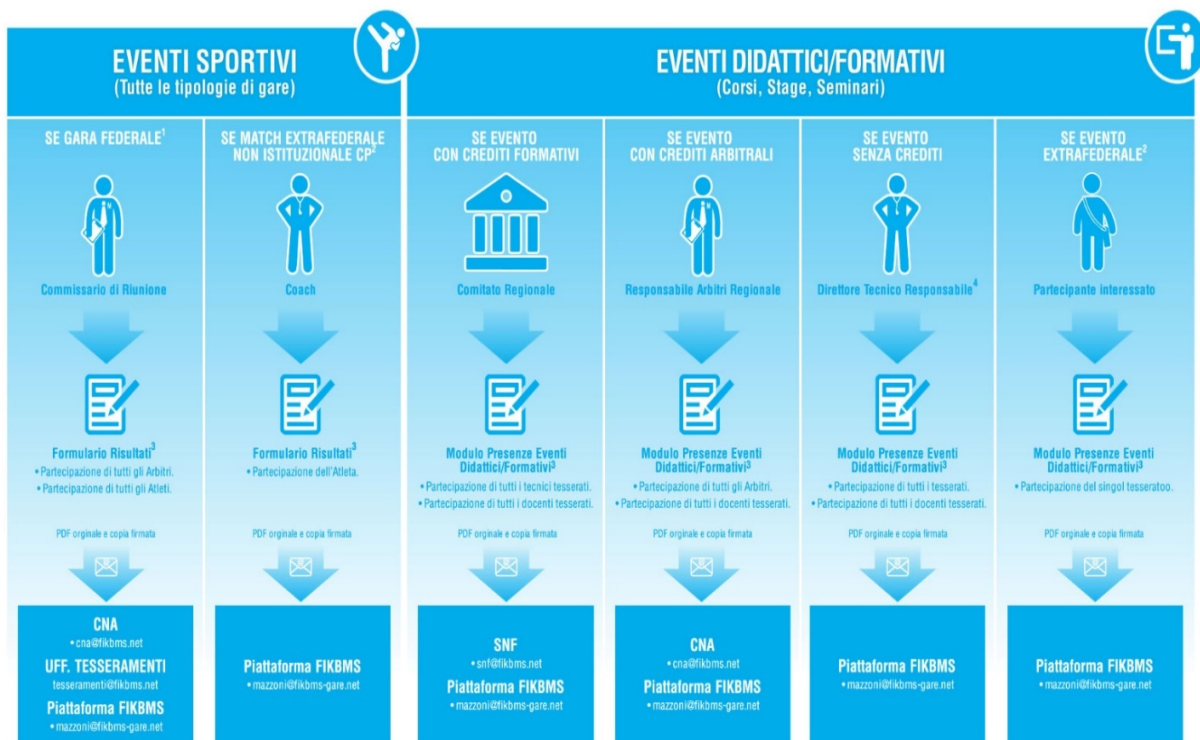 EVENTI SPORTIVI
(Tutte le tipologie di gare)
EVENTI DIDATTICI/FORMATIVI
(Corsi, Stage, Seminari)
SE GARA FEDERALE¹
Commissario di Riunione
Formulario Risultati³
• Partecipazione di tutti gli Arbitri.
• Partecipazione di tutti gli Atleti.
PDF orginale e copia firmata
CNA
• cna@fikbms.net
UFF. TESSERAMENTI
tesseramenti@fikbms.net
Piattaforma FIKBMS
• mazzoni@fikbms-gare.net
SE MATCH EXTRAFEDERALE
NON ISTITUZIONALE CP²
Coach
Formulario Risultati³
• Partecipazione dell'Atleta.
PDF orginale e copia firmata
Piattaforma FIKBMS
• mazzoni@fikbms-gare.net
SE EVENTO
CON CREDITI FORMATIVI
Comitato Regionale
Modulo Presenze Eventi
Didattici/Formativi³
• Partecipazione di tutti i tecnici tesserati.
• Partecipazione di tutti i docenti tesserati.
PDF orginale e copia firmata
SNF
• snf@fikbms.net
Piattaforma FIKBMS
• mazzoni@fikbms-gare.net
SE EVENTO
CON CREDITI ARBITRALI
Responsabile Arbitri Regionale
Modulo Presenze Eventi
Didattici/Formativi³
• Partecipazione di tutti gli Arbitri.
• Partecipazione di tutti i docenti tesserati.
PDF orginale e copia firmata
CNA
• cna@fikbms.net
Piattaforma FIKBMS
• mazzoni@fikbms-gare.net
SE EVENTO
SENZA CREDITI
Direttore Tecnico Responsabile⁴
Modulo Presenze Eventi
Didattici/Formativi³
• Partecipazione di tutti i tesserati.
• Partecipazione di tutti i docenti tesserati.
PDF orginale e copia firmata
Piattaforma FIKBMS
• mazzoni@fikbms-gare.net
SE EVENTO
EXTRAFEDERALE²
Partecipante interessato
Modulo Presenze Eventi
Didattici/Formativi³
• Partecipazione del singol tesseratoo.
PDF orginale e copia firmata
Piattaforma FIKBMS
• mazzoni@fikbms-gare.net